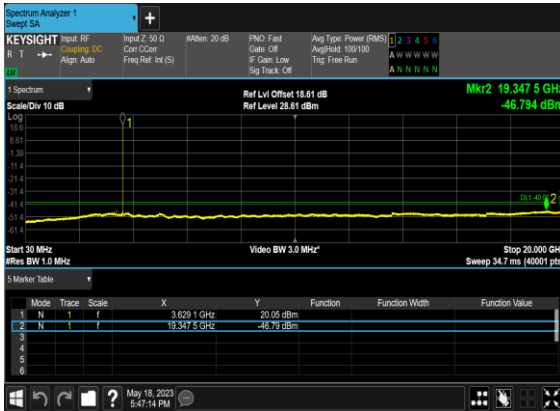 Spectrum Analyzer 1
Swept SA
+
KEYSIGHT
R T
Input: RF
Coupling: DC
Align: Auto
Input Z: 50 Ω
Corr CCorr
Freq Ref: Int (S)
#Atten: 20 dB
PNO: Fast
Gate: Off
IF Gain: Low
Sig Track: Off
Avg Type: Power (RMS)
Avg|Hold: 100/100
Trig: Free Run
1 2 3 4 5 6
A W W W W W
A N N N N N
1 Spectrum
Scale/Div 10 dB
Ref Lvl Offset 18.61 dB
Ref Level 28.61 dBm
Mkr2 19.347 5 GHz
-46.794 dBm
Log
18.6
8.61
-1.39
-11.4
-21.4
-31.4
-41.4
-51.4
-61.4
1
2
Start 30 MHz
#Res BW 1.0 MHz
Video BW 3.0 MHz*
Stop 20.000 GHz
Sweep 34.7 ms (40001 pts)
5 Marker Table
Mode Trace Scale X Y Function Function Width Function Value
1 N 1 f 3.629 1 GHz 20.05 dBm
2 N 1 f 19.347 5 GHz -46.79 dBm
3
4
5
6
?
May 18, 2023
5:47:14 PM